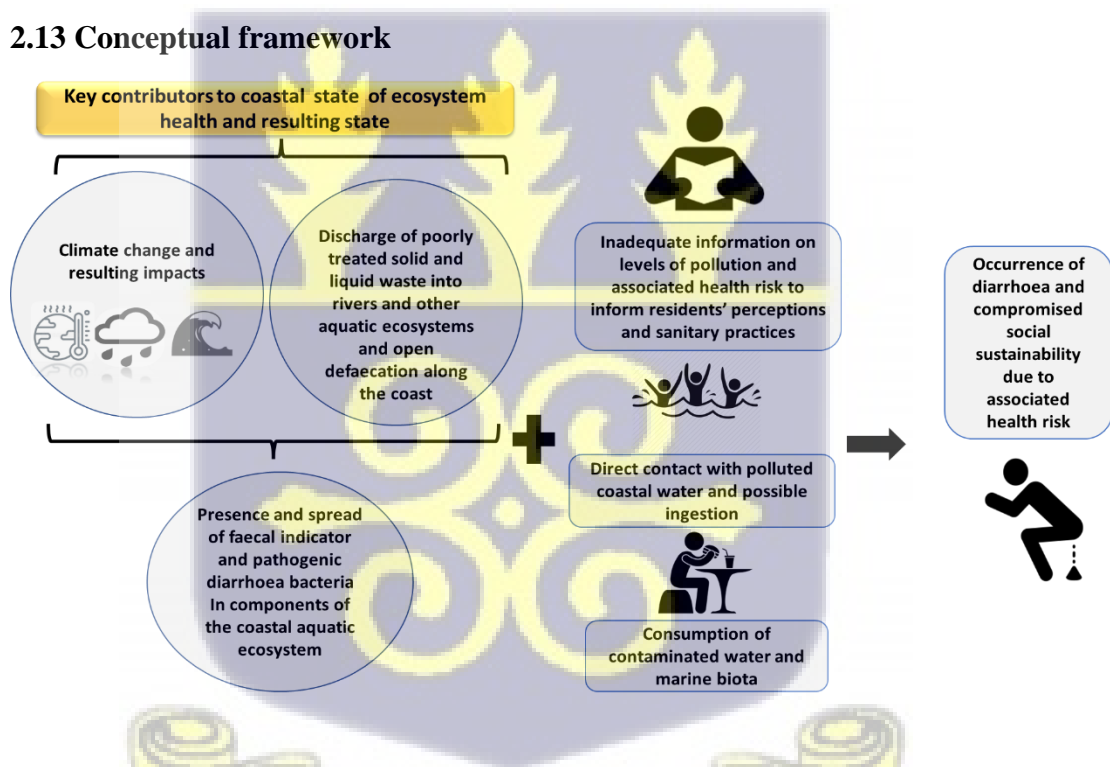 2.13 Conceptual framework
Key contributors to coastal state of ecosystem
health and resulting state
Climate change and
resulting impacts
Discharge of poorly
treated solid and
liquid waste into
rivers and other
aquatic ecosystems
and open
defaecation along
the coast
Presence and spread
of faecal indicator
and pathogenic
diarrhoea bacteria
In components of
the coastal aquatic
ecosystem
Inadequate information on
levels of pollution and
associated health risk to
inform residents’ perceptions
and sanitary practices
Direct contact with polluted
coastal water and possible
ingestion
Consumption of
contaminated water and
marine biota
Occurrence of
diarrhoea and
compromised
social
sustainability
due to
associated
health risk